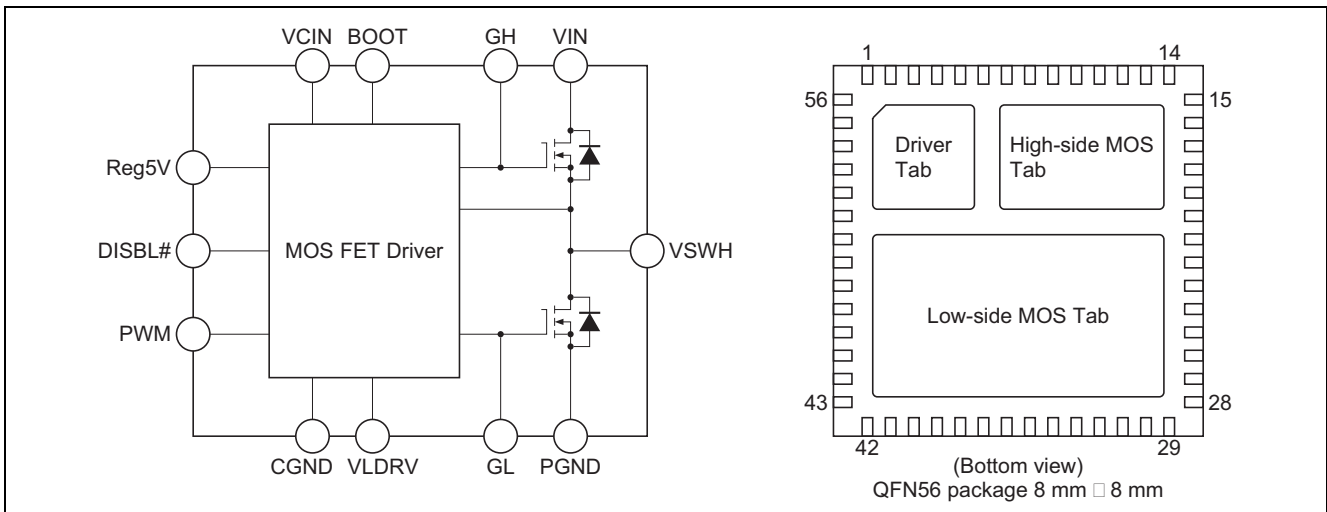 VCIN BOOT GH VIN
Reg5V
DISBL#
PWM
MOS FET Driver
VSWH
CGND VLDRV GL PGND
1 14
56 15
Driver
Tab
High-side MOS
Tab
Low-side MOS Tab
43 28
42 29
(Bottom view)
QFN56 package 8 mm □ 8 mm